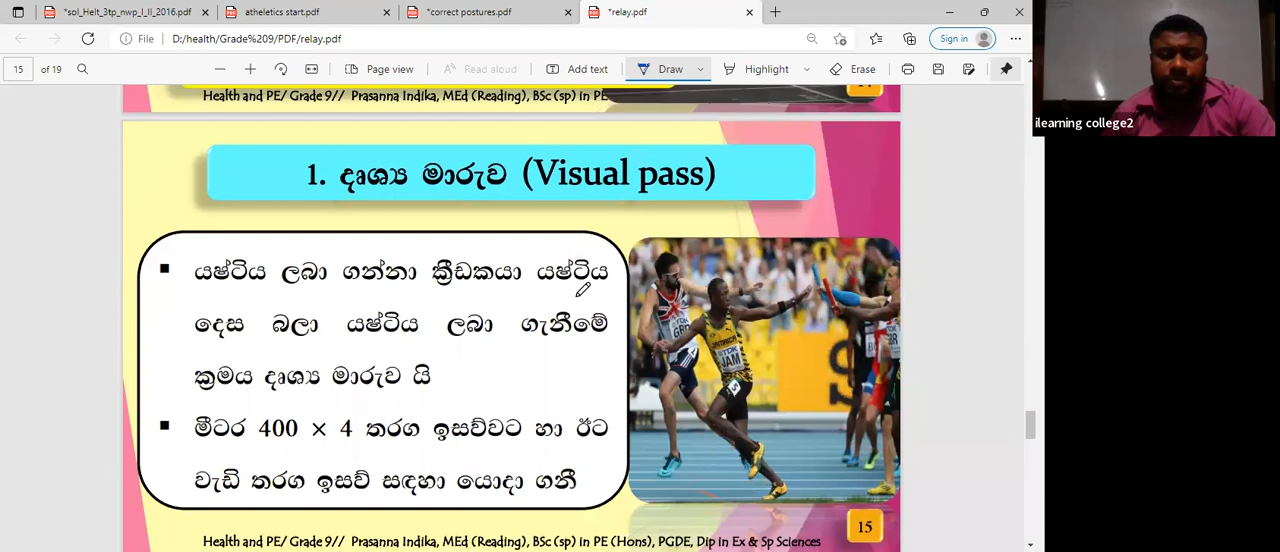 *sol_Helt_3tp_nwp_I_II_2016.pdf
atheletics start.pdf
*correct postures.pdf
*relay.pdf
File D:/health/Grade%209/PDF/relay.pdf
Sign in
15 of 19
Page view
Read aloud
Add text
Draw
Highlight
Erase
ilearning college2
Health and PE/ Grade 9// Prasanna Indika, MEd (Reading), BSc (sp) in PE
1. දෘශ්‍ය මාරුව (Visual pass)
▪ යෂ්ටිය ලබා ගන්නා ක්‍රීඩකයා යෂ්ටිය
දෙස බලා යෂ්ටිය ලබා ගැනීමේ
ක්‍රමය දෘශ්‍ය මාරුව යි
▪ මීටර 400 × 4 තරග ඉසව්වට හා ඊට
වැඩි තරග ඉසව් සඳහා යොදා ගනී
JAM
5
15
Health and PE/ Grade 9// Prasanna Indika, MEd (Reading), BSc (sp) in PE (Hons), PGDE, Dip in Ex & Sp Sciences